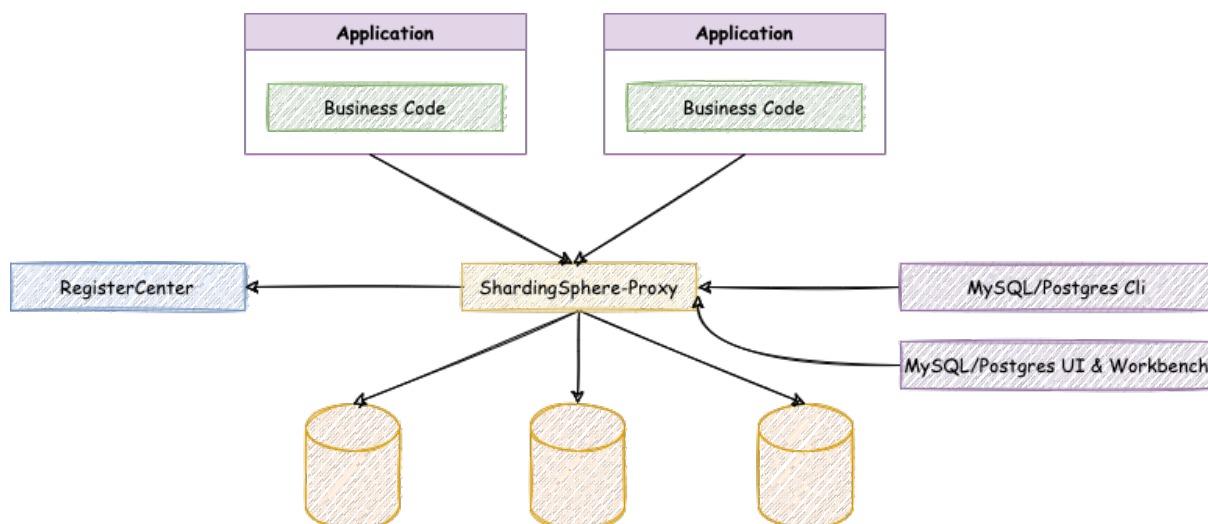 Application
Application
Business Code
Business Code
RegisterCenter
ShardingSphere-Proxy
MySQL/Postgres Cli
MySQL/Postgres UI & Workbench